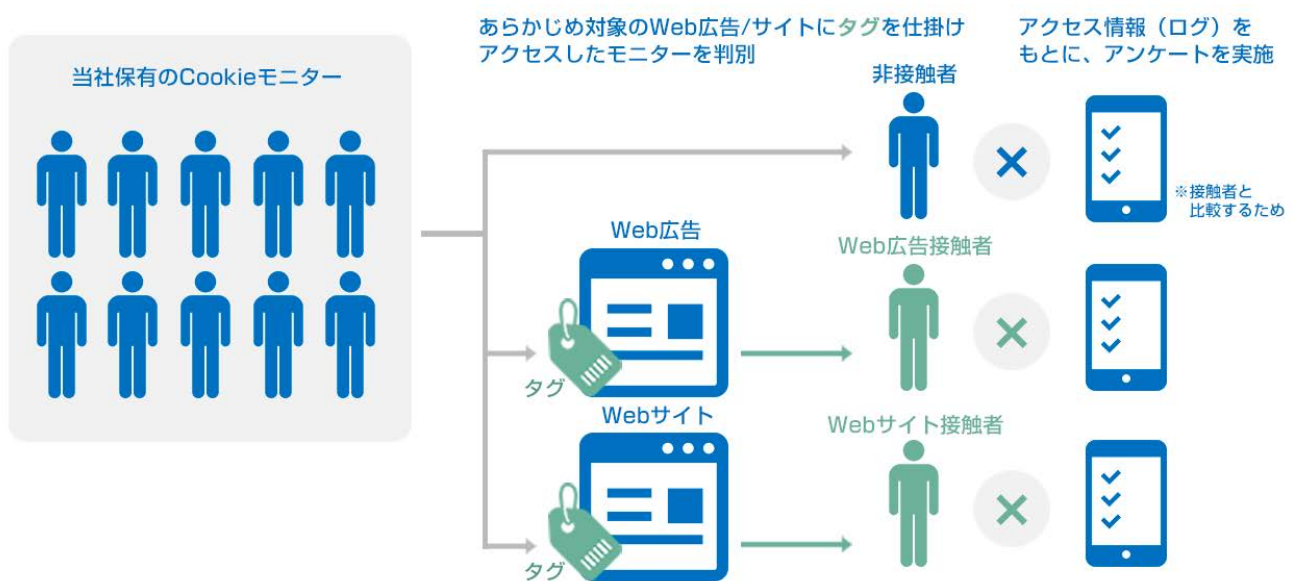 当社保有のCookieモニター
あらかじめ対象のWeb広告/サイトにタグを仕掛け
アクセスしたモニターを判別
アクセス情報（ログ）を
もとに、アンケートを実施
非接触者
※接触者と
比較するため
Web広告
タグ
Web広告接触者
Webサイト
タグ
Webサイト接触者